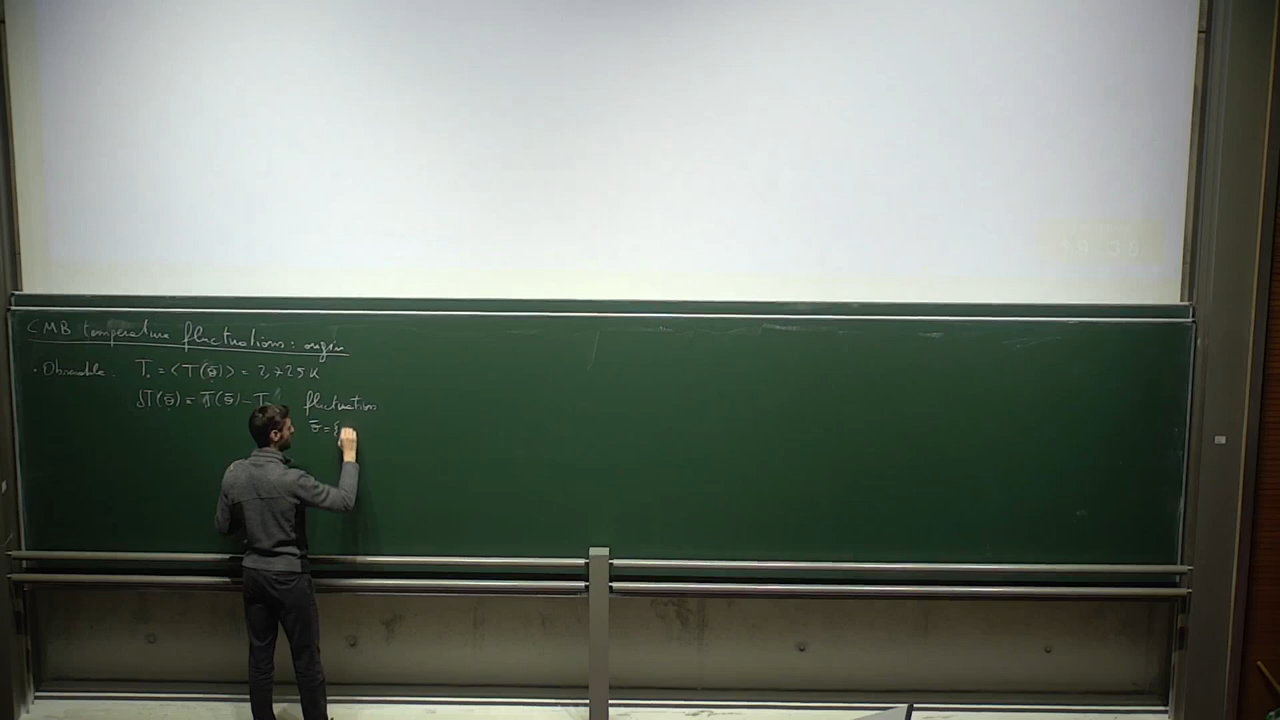 CMB temperature fluctuations: origin
• Observable: T₀ = <T(θ̄)> = 2,725 K
δT(θ̄) = T(θ̄) - T₀ fluctuation
θ̄ = {